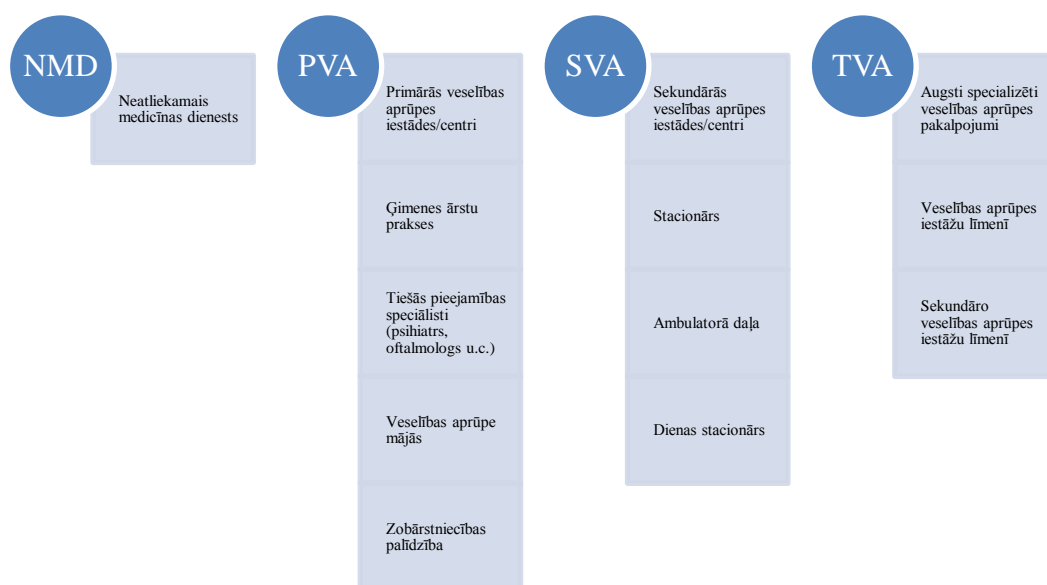 NMD
Neatliekamais
medicīnas dienests
PVA
Primārās veselības
aprūpes
iestādes/centri
Ģimenes ārstu
prakses
Tiešās pieejamības
speciālisti
(psihiatrs,
oftalmologs u.c.)
Veselības aprūpe
mājās
Zobārstniecības
palīdzība
SVA
Sekundārās
veselības aprūpes
iestādes/centri
Stacionārs
Ambulatorā daļa
Dienas stacionārs
TVA
Augsti specializēti
veselības aprūpes
pakalpojumi
Veselības aprūpes
iestāžu līmenī
Sekundāro
veselības aprūpes
iestāžu līmenī